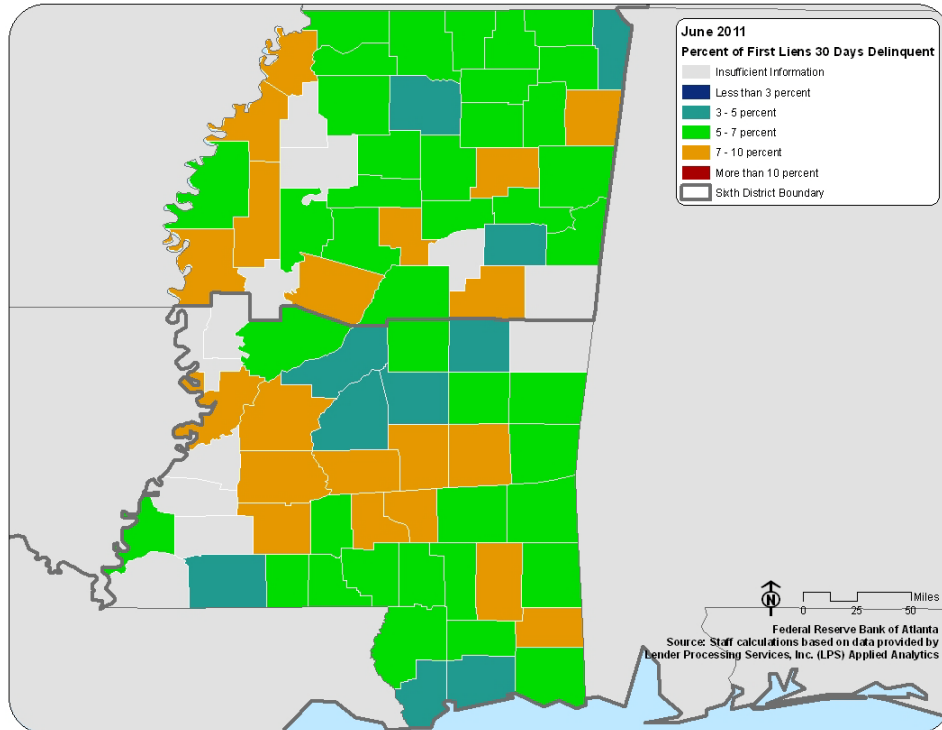 June 2011
Percent of First Liens 30 Days Delinquent
Insufficient Information
Less than 3 percent
3 - 5 percent
5 - 7 percent
7 - 10 percent
More than 10 percent
Sixth District Boundary
N
Miles
0 25 50
Federal Reserve Bank of Atlanta
Source: Staff calculations based on data provided by
Lender Processing Services, Inc. (LPS) Applied Analytics